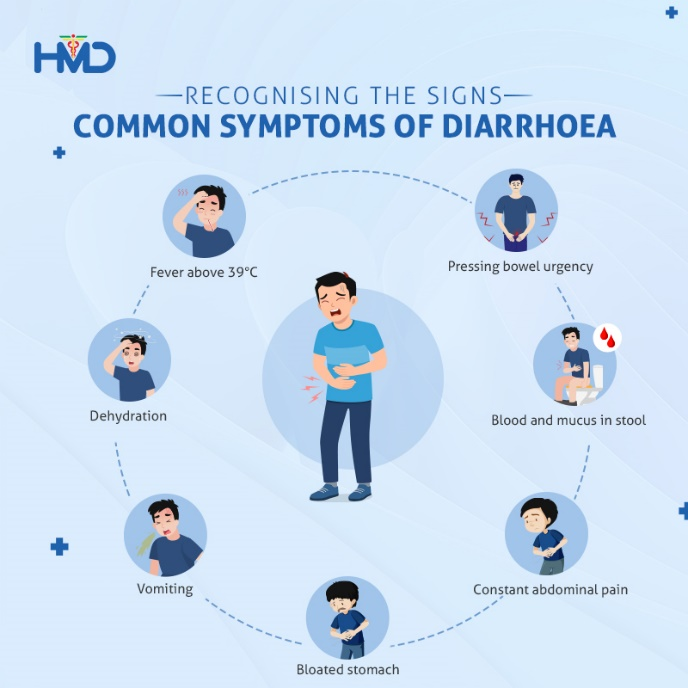 HMD
RECOGNISING THE SIGNS
COMMON SYMPTOMS OF DIARRHOEA
Fever above 39°C
Pressing bowel urgency
Dehydration
Blood and mucus in stool
Vomiting
Constant abdominal pain
Bloated stomach